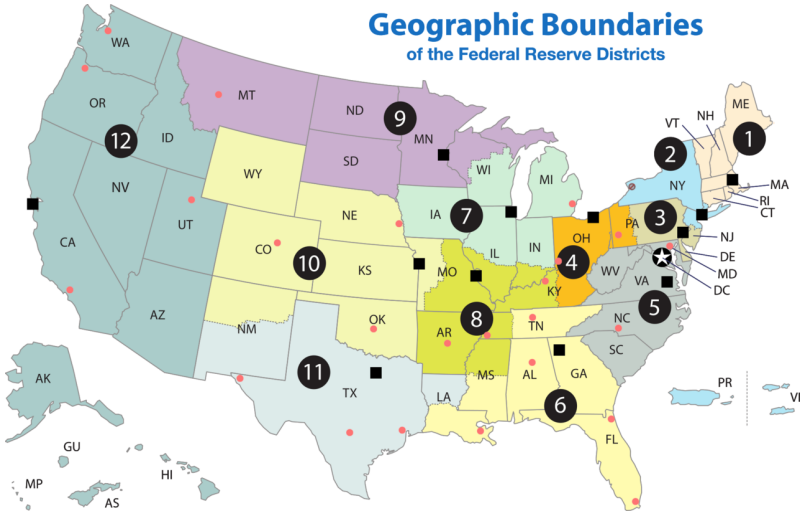 Geographic Boundaries
of the Federal Reserve Districts
WA
MT
ND
9
MN
ME
OR
VT
NH
1
12
ID
SD
WI
2
MI
NY
MA
WY
RI
CT
NV
IA
7
NE
3
PA
UT
OH
NJ
CA
CO
10
IL
IN
4
DE
KS
MO
WV
MD
KY
VA
DC
AZ
NM
OK
8
TN
5
AR
NC
SC
11
MS
AL
GA
AK
TX
LA
6
PR
VI
FL
GU
MP
HI
AS